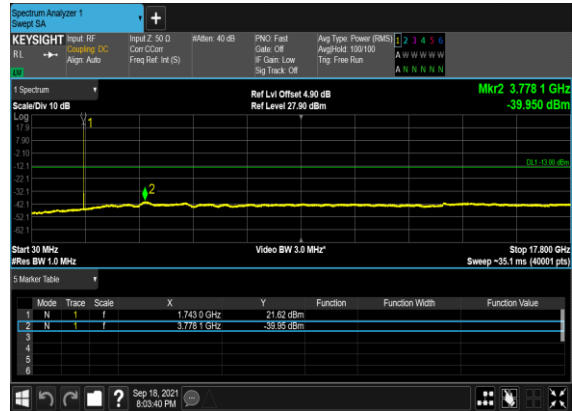 Spectrum Analyzer 1
Swept SA
+
KEYSIGHT Input: RF Input Z: 50 Ω #Atten: 40 dB PNO: Fast Avg Type: Power (RMS) 1 2 3 4 5 6
RL Coupling: DC Corr CCorr Gate: Off Avg|Hold: 100/100 A W W W W W
Align: Auto Freq Ref: Int (S) IF Gain: Low Trig: Free Run
Sig Track: Off A N N N N N
1 Spectrum Ref Lvl Offset 4.90 dB Mkr2 3.778 1 GHz
Scale/Div 10 dB Ref Level 27.90 dBm -39.950 dBm
Log
17.9
7.90
-2.10
-12.1
-22.1
-32.1
-42.1
-52.1
-62.1
1
DL1 -13.00 dBm
2
Start 30 MHz Video BW 3.0 MHz* Stop 17.800 GHz
#Res BW 1.0 MHz Sweep ~35.1 ms (40001 pts)
5 Marker Table
Mode Trace Scale X Y Function Function Width Function Value
1 N 1 f 1.743 0 GHz 21.62 dBm
2 N 1 f 3.778 1 GHz -39.95 dBm
3
4
5
6
? Sep 18, 2021
8:03:40 PM